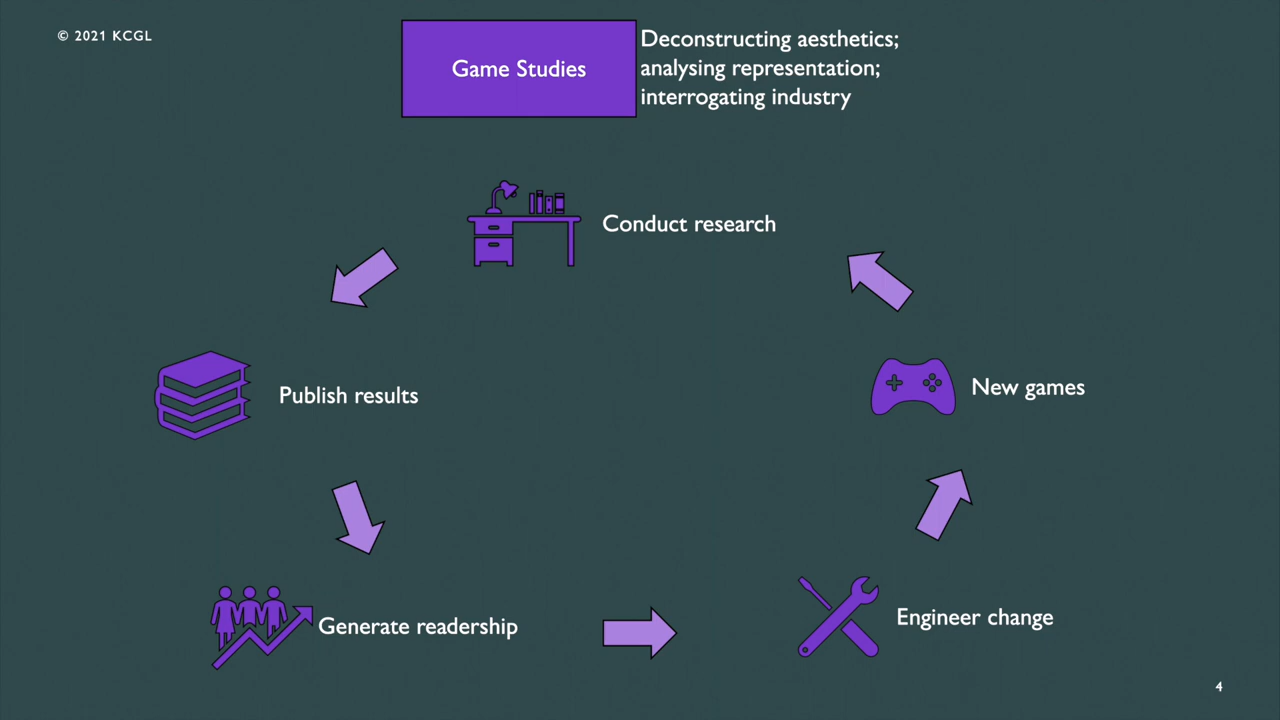 © 2021 KCGL
Game Studies
Deconstructing aesthetics;
analysing representation;
interrogating industry
Conduct research
Publish results
New games
Generate readership
Engineer change
4